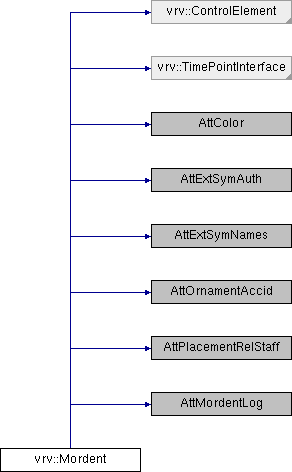 vrv::ControlElement
vrv::TimePointInterface
AttColor
AttExtSymAuth
AttExtSymNames
AttOrnamentAccid
AttPlacementRelStaff
AttMordentLog
vrv::Mordent